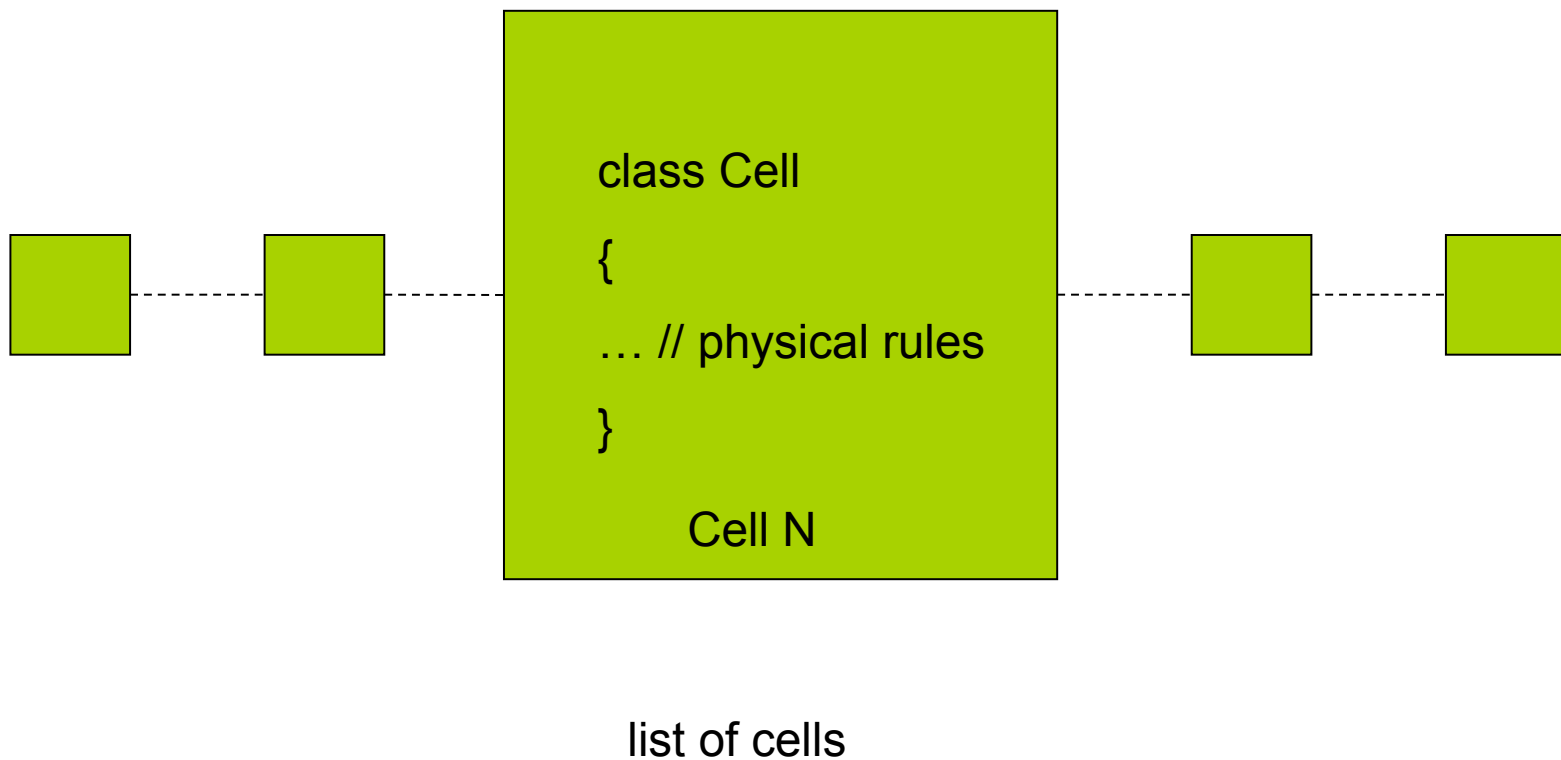 class Cell
{
… // physical rules
}
Cell N
list of cells